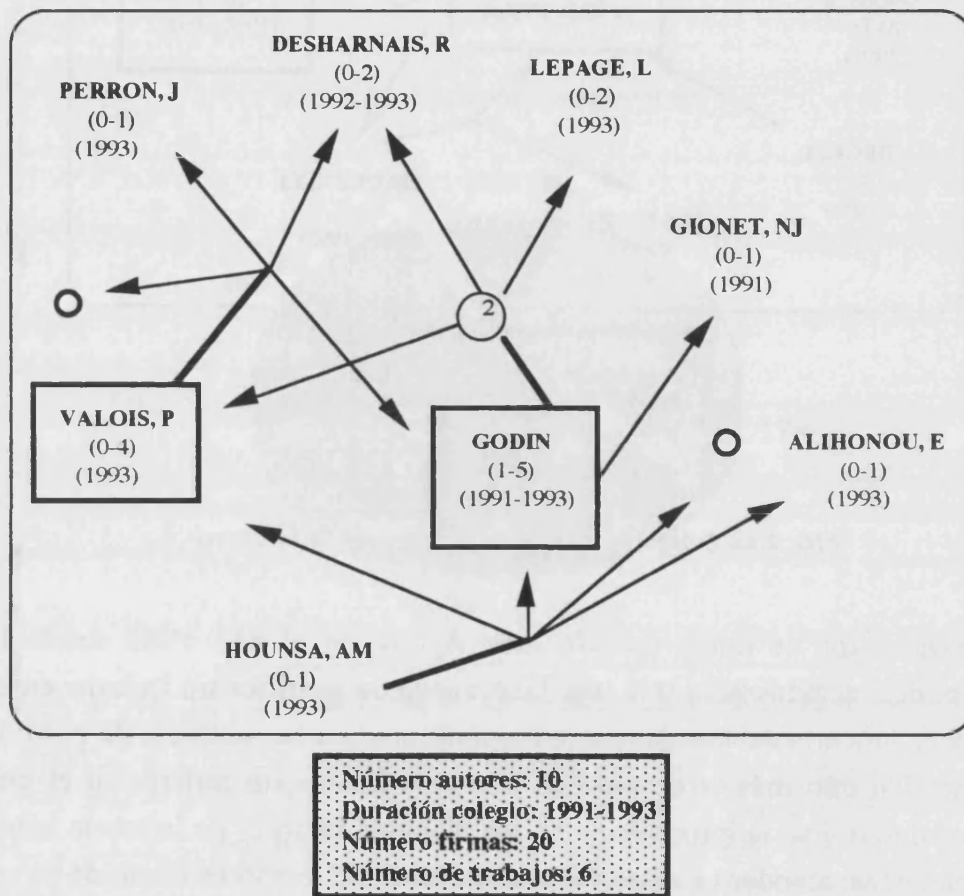 DESHARNAIS, R
(0-2)
(1992-1993)
LEPAGE, L
(0-2)
(1993)
PERRON, J
(0-1)
(1993)
GIONET, NJ
(0-1)
(1991)
2
VALOIS, P
(0-4)
(1993)
GODIN
(1-5)
(1991-1993)
ALIHONOU, E
(0-1)
(1993)
HOUNSA, AM
(0-1)
(1993)
Número autores: 10
Duración colegio: 1991-1993
Número firmas: 20
Número de trabajos: 6